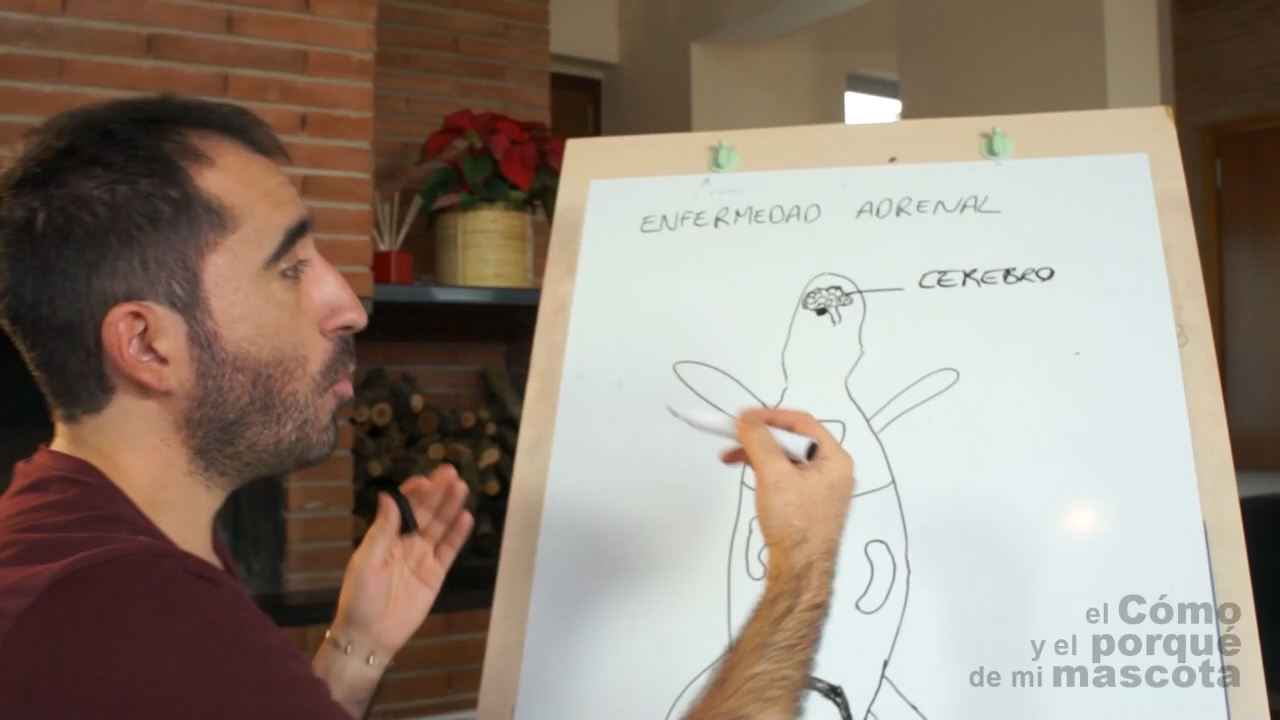 ENFERMEDAD ADRENAL
CEREBRO
el Cómo
y el porqué
de mi mascota